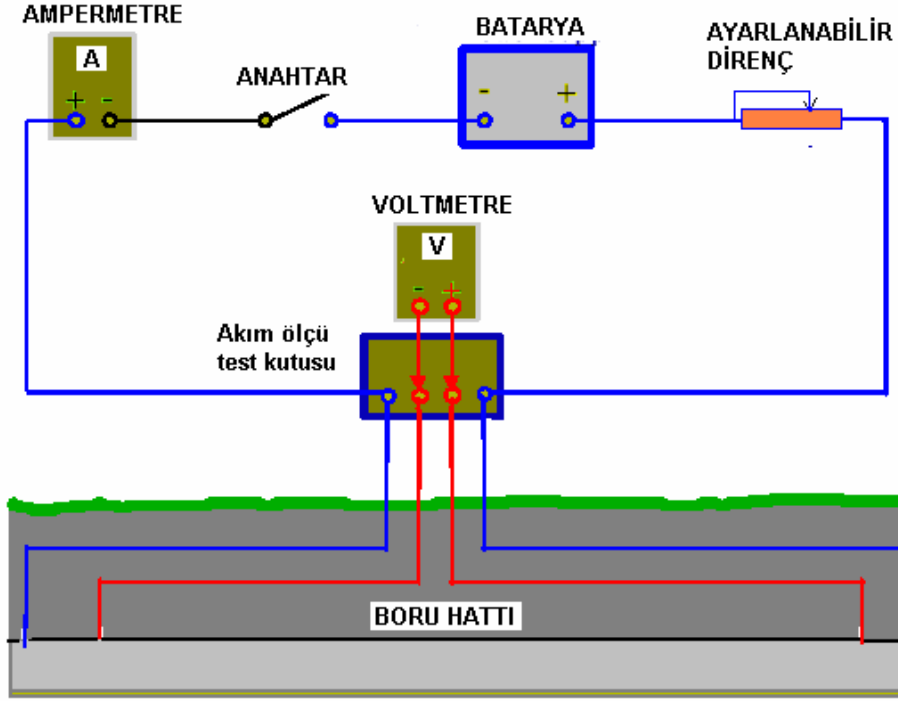 AMPERMETRE
A
+ -
ANAHTAR
BATARYA
- +
AYARLANABİLİR
DİRENÇ
VOLTMETRE
V
- +
Akım ölçü
test kutusu
BORU HATTI